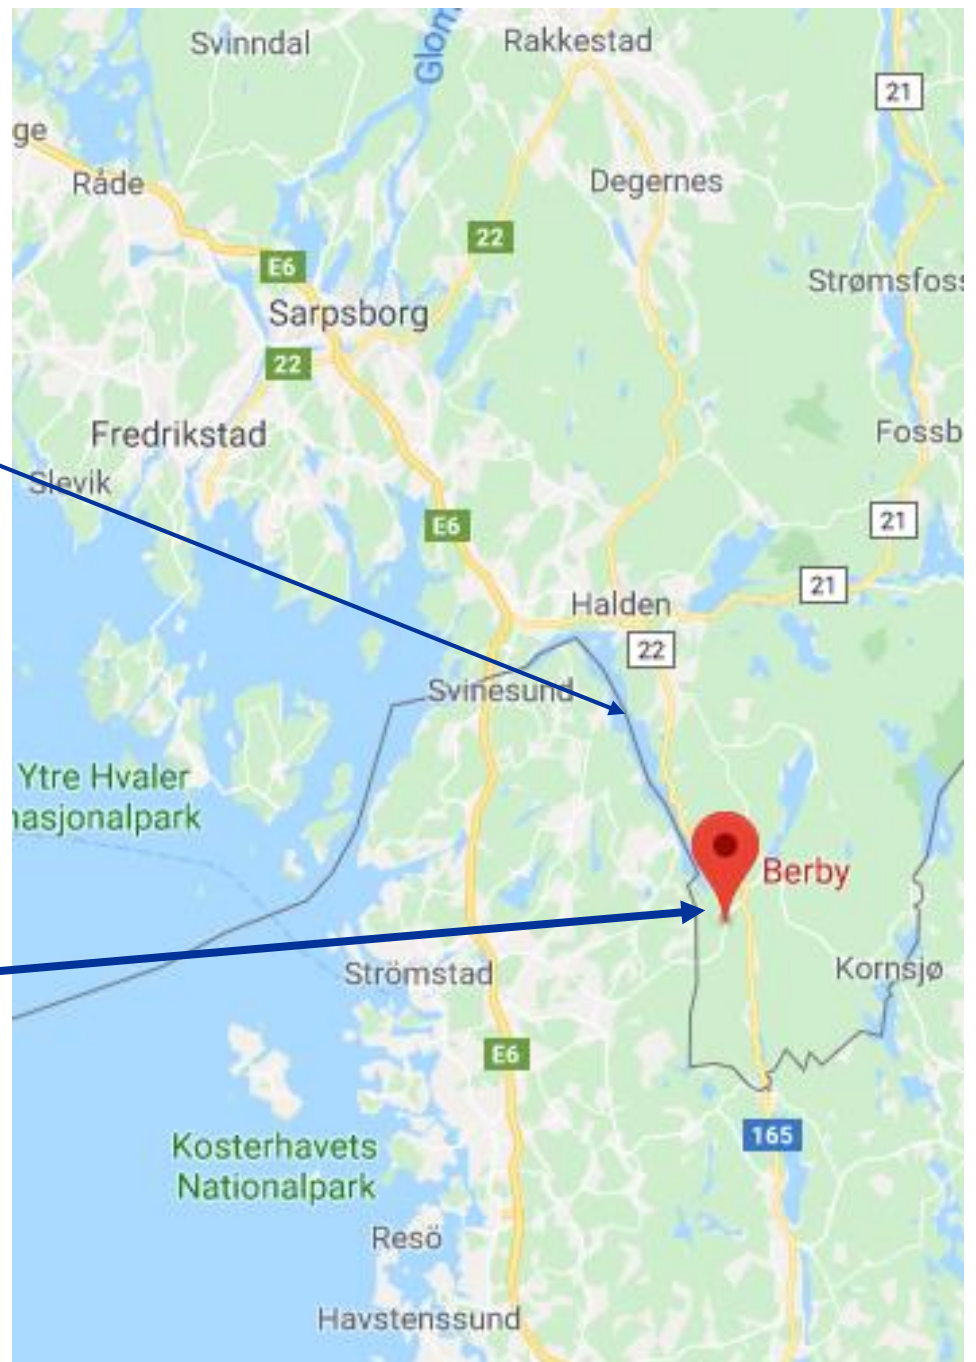 Svinndal
Glom
Rakkestad
21
ge
Råde
Degernes
22
E6
Strømsfoss
Sarpsborg
22
Fredrikstad
Fossb
Slevik
E6
21
21
Halden
22
Svinesund
Ytre Hvaler
nasjonalpark
Berby
Strömstad
Kornsjø
E6
165
Kosterhavets
Nationalpark
Resö
Havstenssund